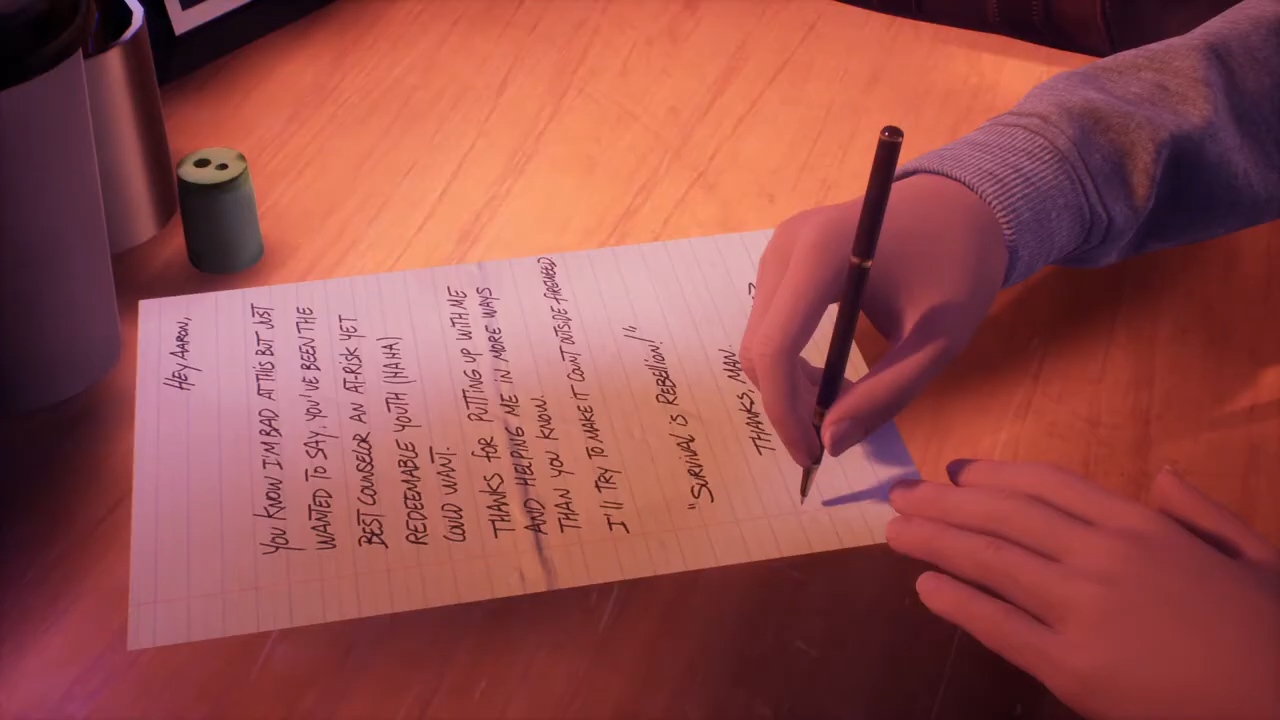 HEY AARON,
YOU KNOW I'M BAD AT THIS BUT JUST
WANTED TO SAY, YOU'VE BEEN THE
BEST COUNSELOR AN AT-RISK YET
REDEEMABLE YOUTH (HAHA)
COULD WANT.
THANKS FOR PUTTING UP WITH ME
AND HELPING ME IN MORE WAYS
THAN YOU KNOW.
I'll TRY TO MAKE IT COUNT OUTSIDE FIREWEED
"SURVIVAL IS REBELLION!"
THANKS, MAN.